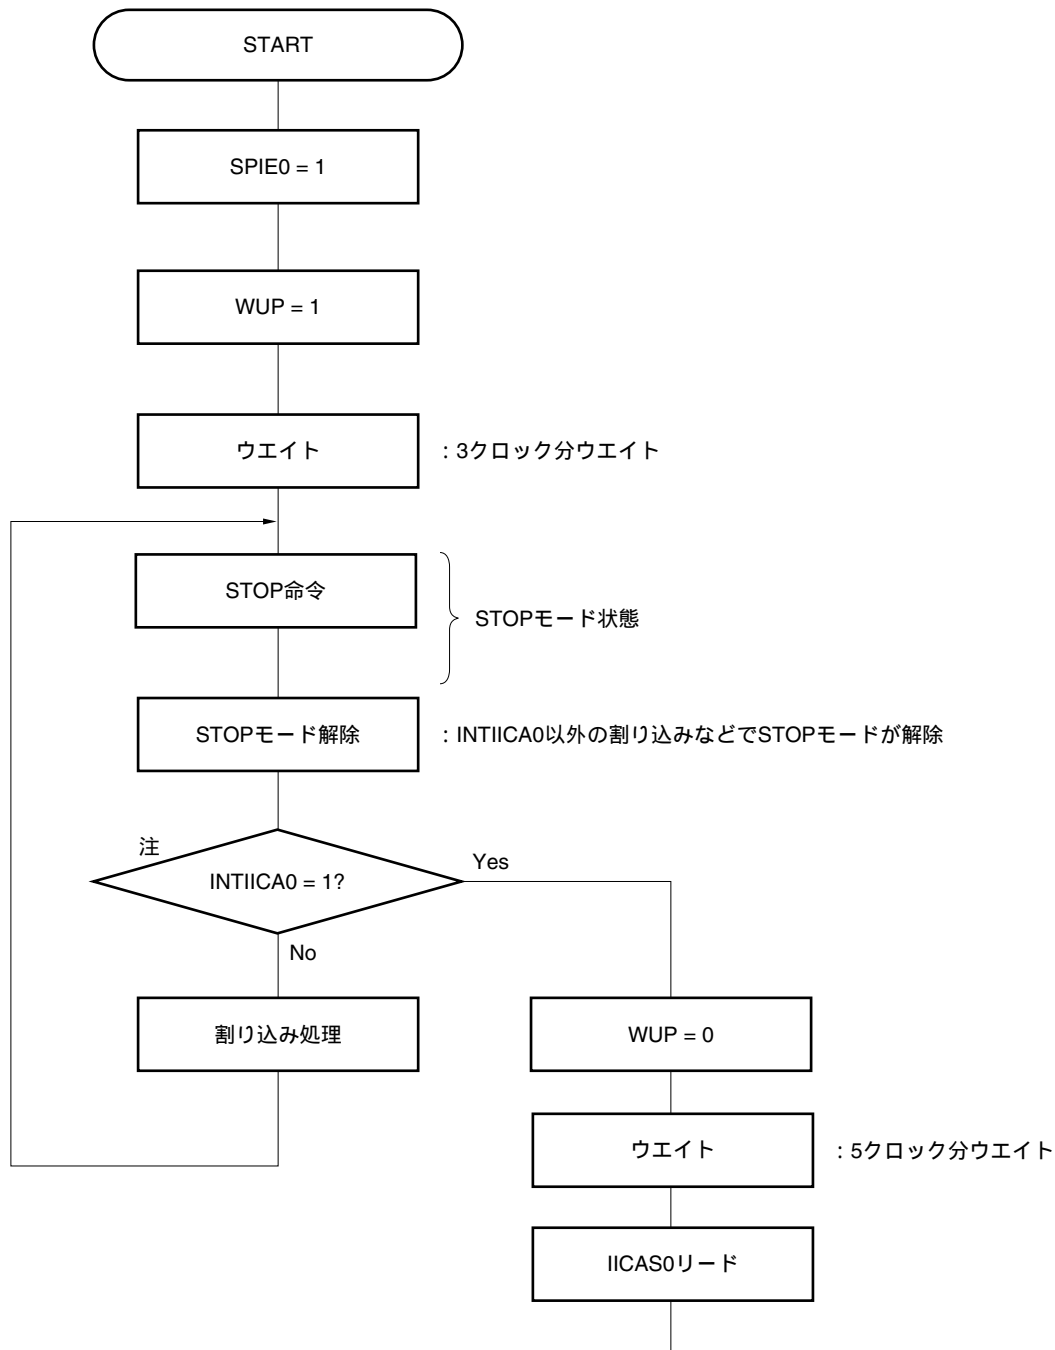 START
SPIE0 = 1
WUP = 1
ウエイト
：3クロック分ウエイト
STOP命令
STOPモード状態
STOPモード解除
：INTIICA0以外の割り込みなどでSTOPモードが解除
注
INTIICA0 = 1?
Yes
No
割り込み処理
WUP = 0
ウエイト
：5クロック分ウエイト
IICAS0リード